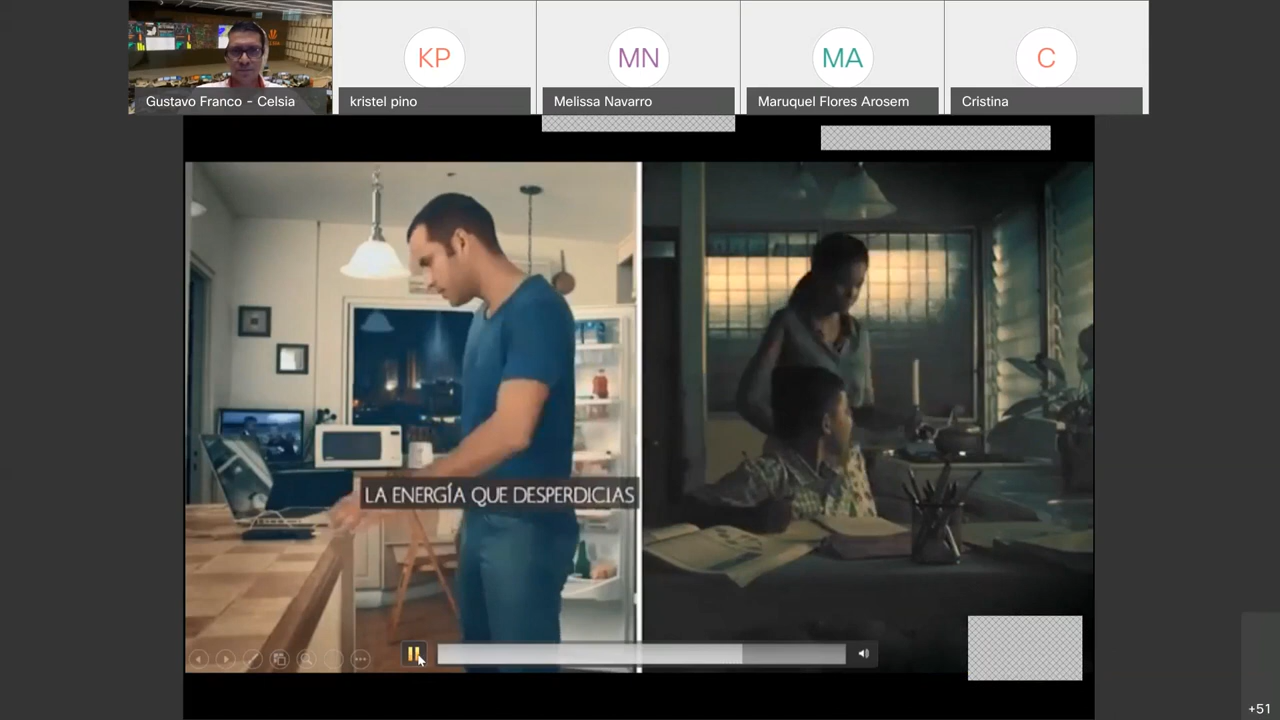 KP
MN
MA
C
Gustavo Franco - Celsia
kristel pino
Melissa Navarro
Maruquel Flores Arosem
Cristina
LA ENERGÍA QUE DESPERDICIAS
+51